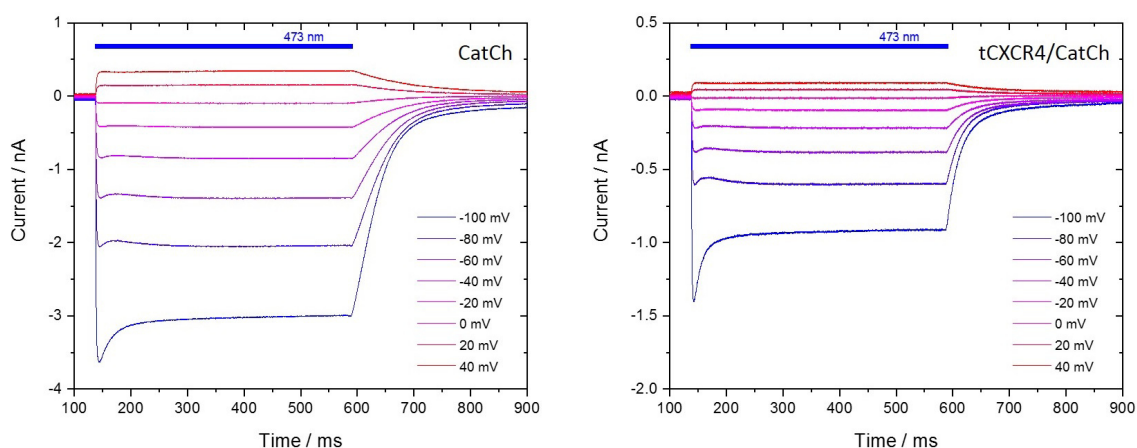 473 nm
CatCh
Current / nA
1
0
-1
-2
-3
-4
-100 mV
-80 mV
-60 mV
-40 mV
-20 mV
0 mV
20 mV
40 mV
100 200 300 400 500 600 700 800 900
Time / ms
473 nm
tCXCR4/CatCh
Current / nA
0.5
0.0
-0.5
-1.0
-1.5
-2.0
-100 mV
-80 mV
-60 mV
-40 mV
-20 mV
0 mV
20 mV
40 mV
100 200 300 400 500 600 700 800 900
Time / ms